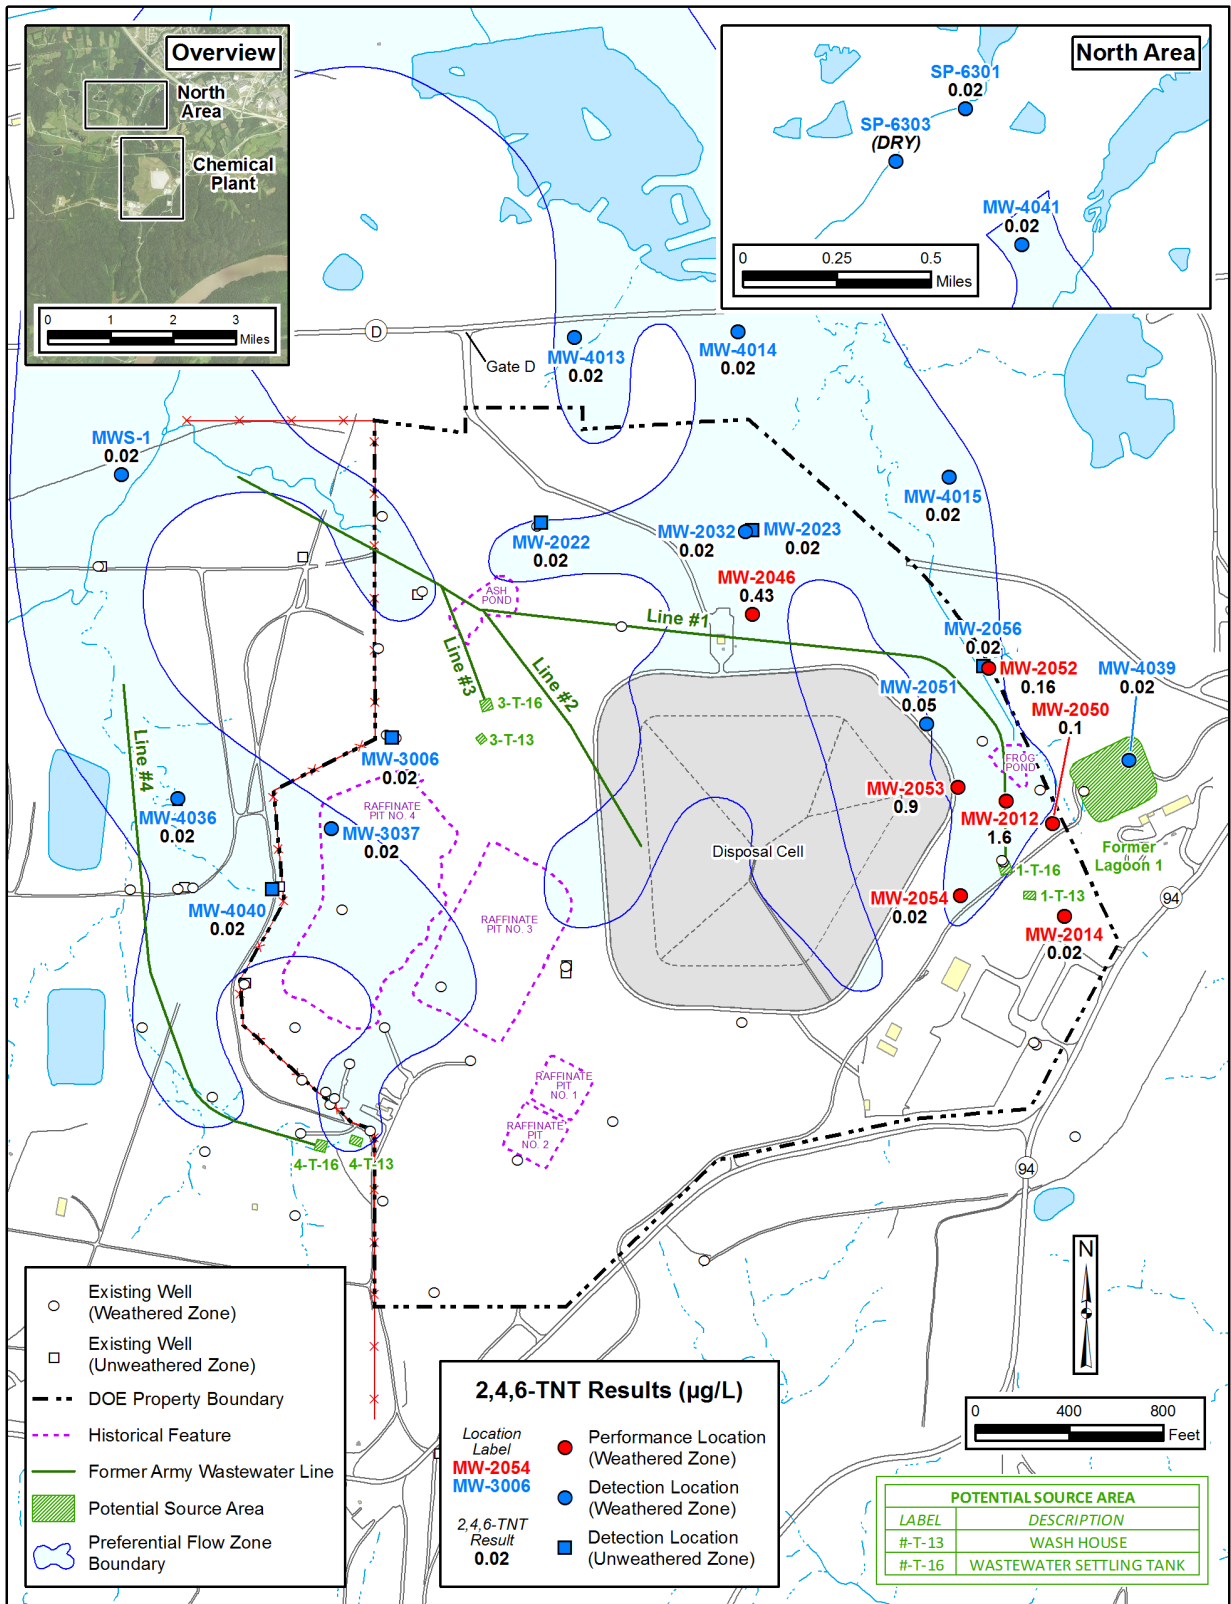 Overview
North
Area
Chemical
Plant
0 1 2 3
Miles
North Area
SP-6301
0.02
SP-6303
(DRY)
MW-4041
0.02
0 0.25 0.5
Miles
D
Gate D
MW-4013
0.02
MW-4014
0.02
MWS-1
0.02
MW-4015
0.02
MW-2022
0.02
MW-2032
0.02
MW-2023
0.02
MW-2046
0.43
ASH
POND
Line #1
Line #2
Line #3
3-T-16
3-T-13
MW-2056
0.02
MW-2052
0.16
MW-4039
0.02
MW-2051
0.05
MW-2050
0.1
FROG
POND
Line #4
MW-3006
0.02
MW-2053
0.9
MW-4036
0.02
RAFFINATE
PIT NO. 4
MW-3037
0.02
MW-2012
1.6
Disposal Cell
Former
Lagoon 1
1-T-16
1-T-13
MW-4040
0.02
RAFFINATE
PIT NO. 3
MW-2054
0.02
94
MW-2014
0.02
RAFFINATE
PIT
NO. 1
RAFFINATE
PIT
NO. 2
4-T-16
4-T-13
94
N
Existing Well
(Weathered Zone)
Existing Well
(Unweathered Zone)
DOE Property Boundary
Historical Feature
Former Army Wastewater Line
Potential Source Area
Preferential Flow Zone
Boundary
2,4,6-TNT Results (µg/L)
Location
Label
MW-2054
MW-3006
2,4,6-TNT
Result
0.02
Performance Location
(Weathered Zone)
Detection Location
(Weathered Zone)
Detection Location
(Unweathered Zone)
0 400 800
Feet
POTENTIAL SOURCE AREA
LABEL DESCRIPTION
#-T-13 WASH HOUSE
#-T-16 WASTEWATER SETTLING TANK